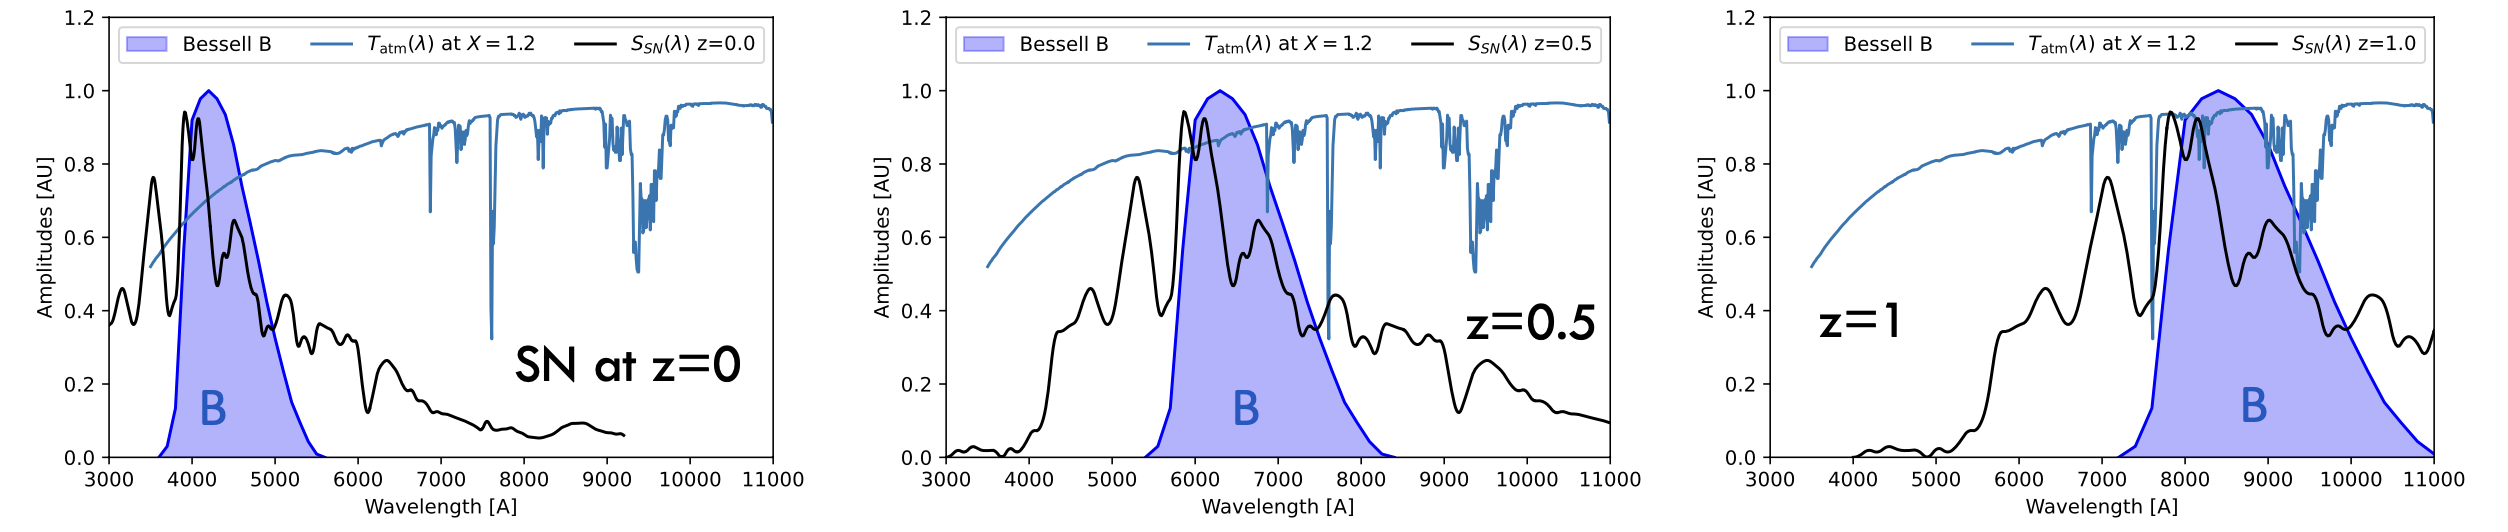 1.2
1.0
0.8
0.6
0.4
0.2
0.0
Amplitudes [AU]
Bessell B T_atm(λ) at X = 1.2 S_SN(λ) z=0.0
SN at z=0
B
3000 4000 5000 6000 7000 8000 9000 10000 11000
Wavelength [A]
1.2
1.0
0.8
0.6
0.4
0.2
0.0
Amplitudes [AU]
Bessell B T_atm(λ) at X = 1.2 S_SN(λ) z=0.5
z=0.5
B
3000 4000 5000 6000 7000 8000 9000 10000 11000
Wavelength [A]
1.2
1.0
0.8
0.6
0.4
0.2
0.0
Amplitudes [AU]
Bessell B T_atm(λ) at X = 1.2 S_SN(λ) z=1.0
z=1
B
3000 4000 5000 6000 7000 8000 9000 10000 11000
Wavelength [A]